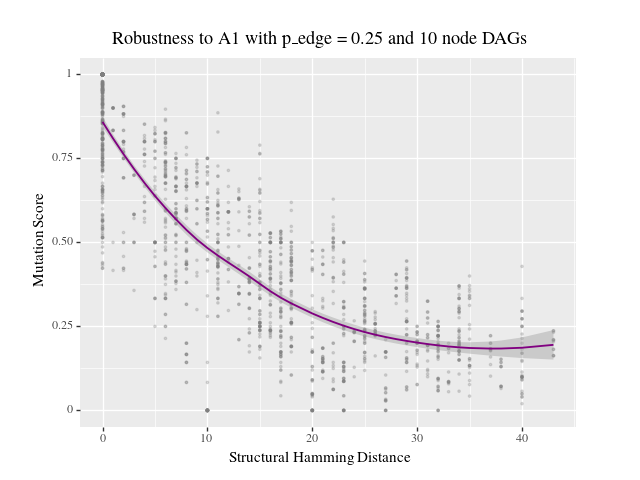 Robustness to A1 with p_edge = 0.25 and 10 node DAGs
1
0.75
0.50
0.25
0
Mutation Score
0 10 20 30 40
Structural Hamming Distance